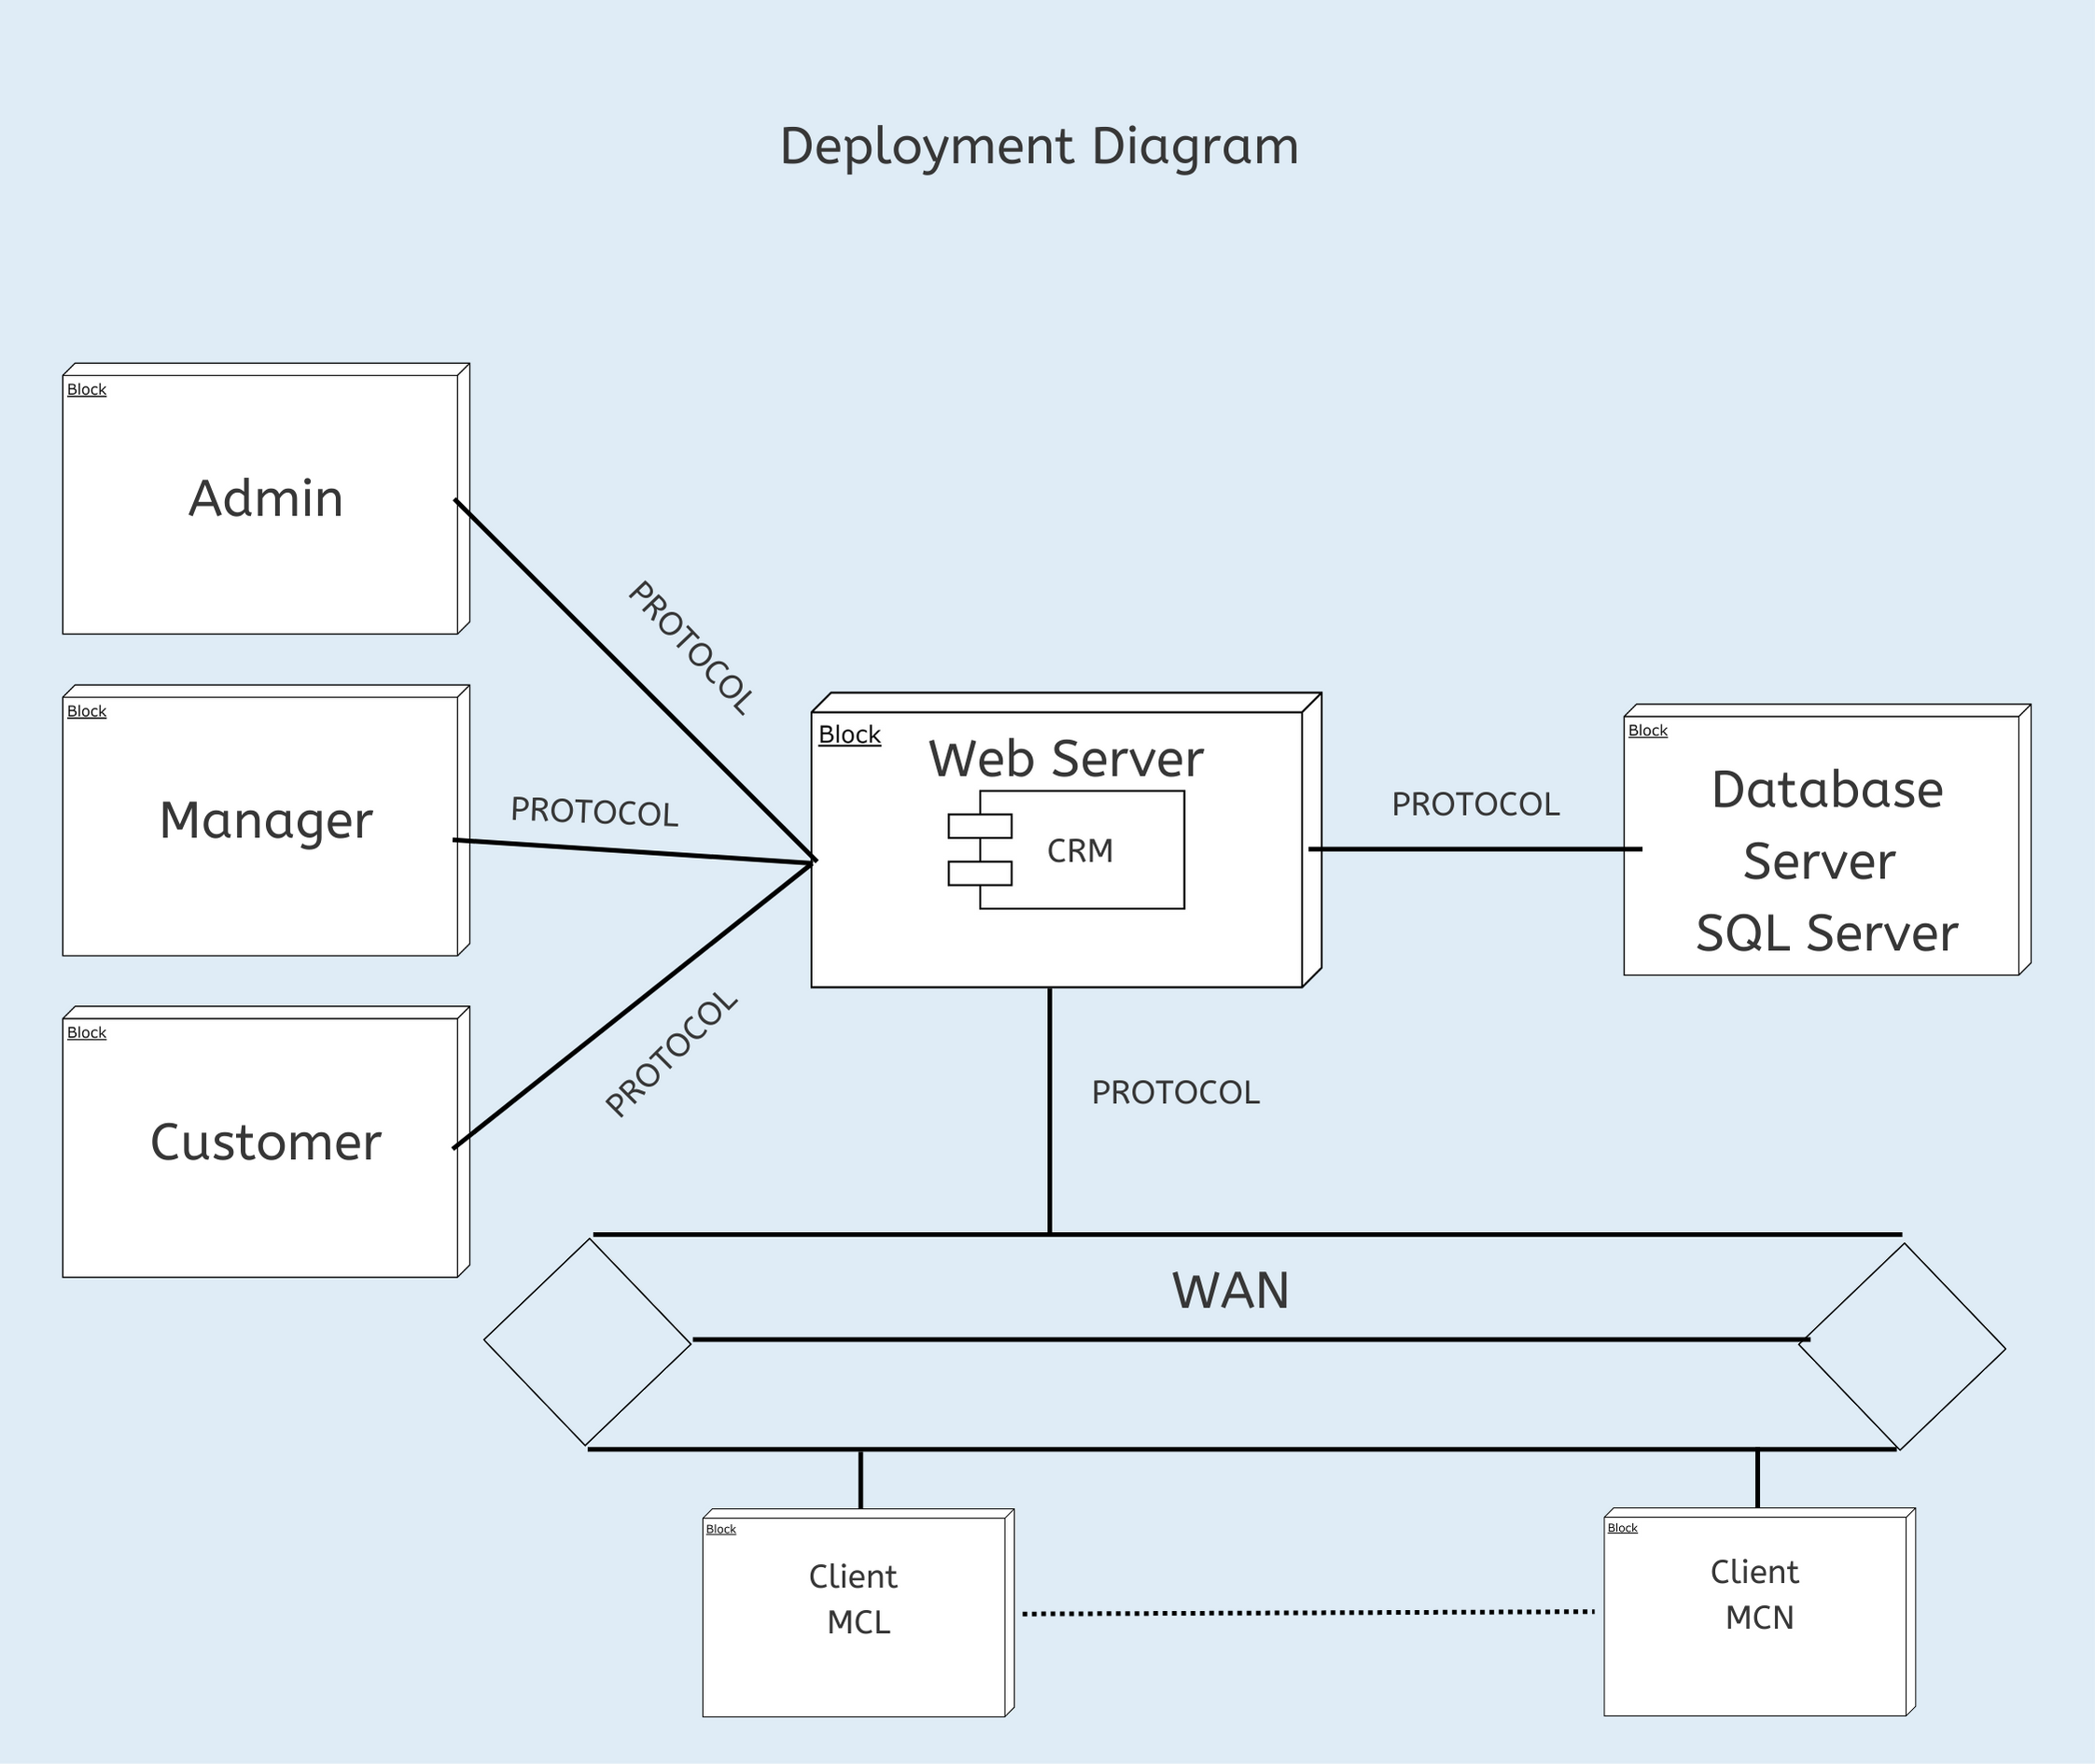 Deployment Diagram
Block
Admin
PROTOCOL
Block
Manager
PROTOCOL
Block
Web Server
CRM
PROTOCOL
Block
Database
Server
SQL Server
Block
Customer
PROTOCOL
PROTOCOL
WAN
Block
Client
MCL
Block
Client
MCN